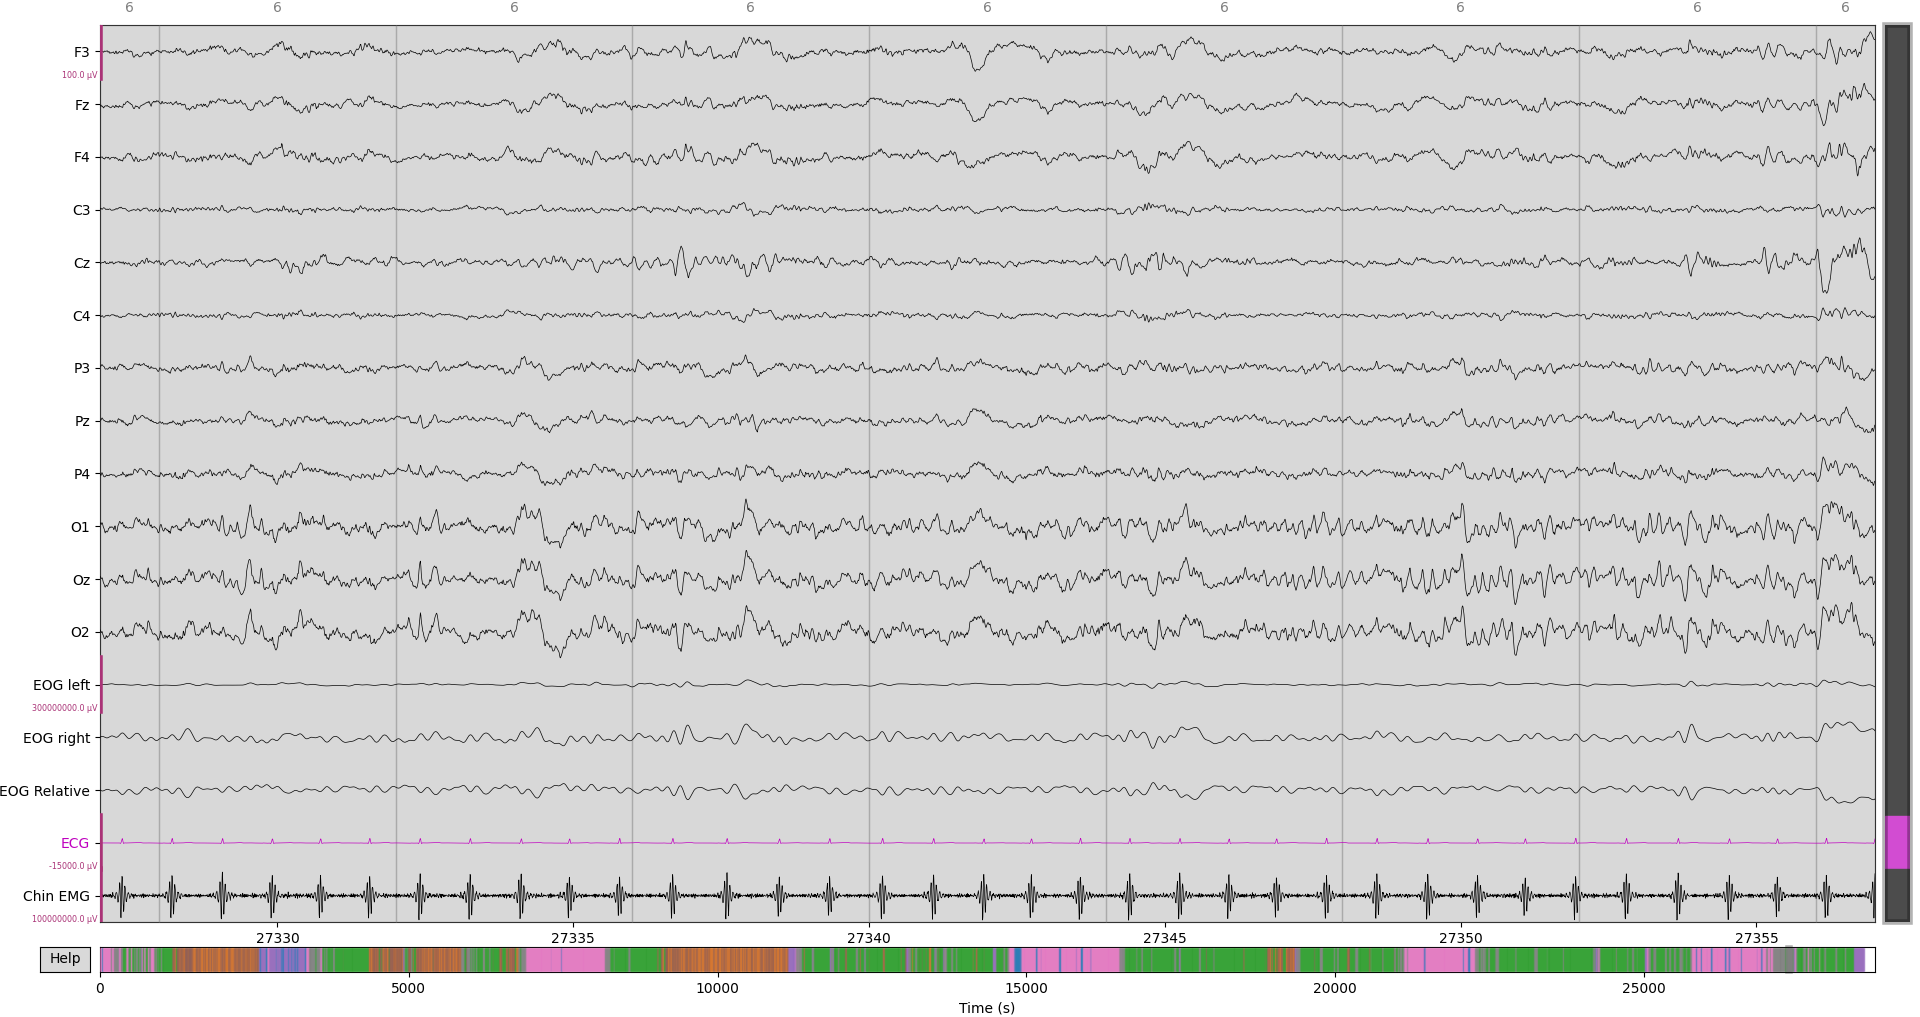 6 6 6 6 6 6 6 6 6
F3
100.0 µV
Fz
F4
C3
Cz
C4
P3
Pz
P4
O1
Oz
O2
EOG left
300000000.0 µV
EOG right
EOG Relative
ECG
-15000.0 µV
Chin EMG
100000000.0 µV
27330 27335 27340 27345 27350 27355
Help
0 5000 10000 15000 20000 25000
Time (s)